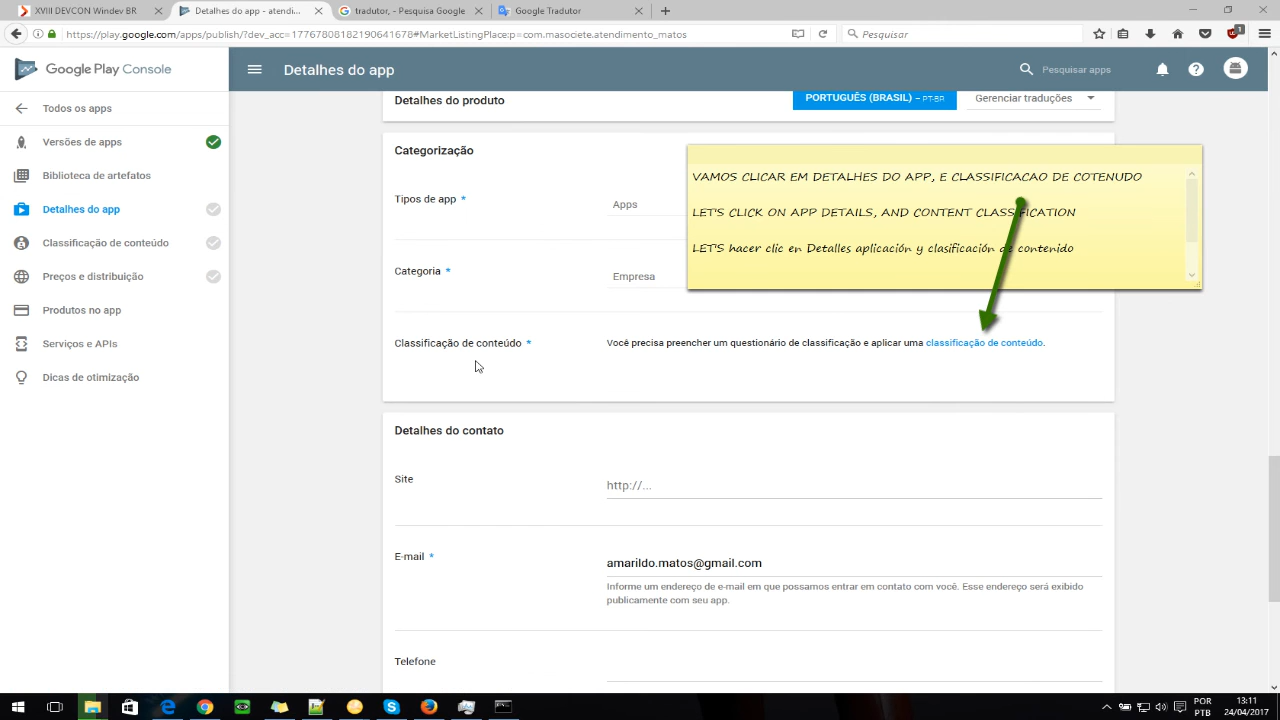 XVIII DEVCON Windev BR
Detalhes do app - atendi...
tradutor, - Pesquisa Google
Google Tradutor
https://play.google.com/apps/publish/?dev_acc=17767808182190641678#MarketListingPlace:p=com.masociete.atendimento_matos
Pesquisar
1
Google Play Console
Detalhes do app
Pesquisar apps
Todos os apps
Versões de apps
Biblioteca de artefatos
Detalhes do app
Classificação de conteúdo
Preços e distribuição
Produtos no app
Serviços e APIs
Dicas de otimização
Detalhes do produto
PORTUGUÊS (BRASIL) – PT-BR
Gerenciar traduções
Categorização
Tipos de app *
Apps
Categoria *
Empresa
VAMOS CLICAR EM DETALHES DO APP, E CLASSIFICACAO DE COTENUDO
LET'S CLICK ON APP DETAILS, AND CONTENT CLASSIFICATION
LET'S hacer clic en Detalles aplicación y clasificación de contenido
Classificação de conteúdo *
Você precisa preencher um questionário de classificação e aplicar uma classificação de conteúdo.
Detalhes do contato
Site
http://...
E-mail *
amarildo.matos@gmail.com
Informe um endereço de e-mail em que possamos entrar em contato com você. Esse endereço será exibido
publicamente com seu app.
Telefone
POR
PTB
13:11
24/04/2017